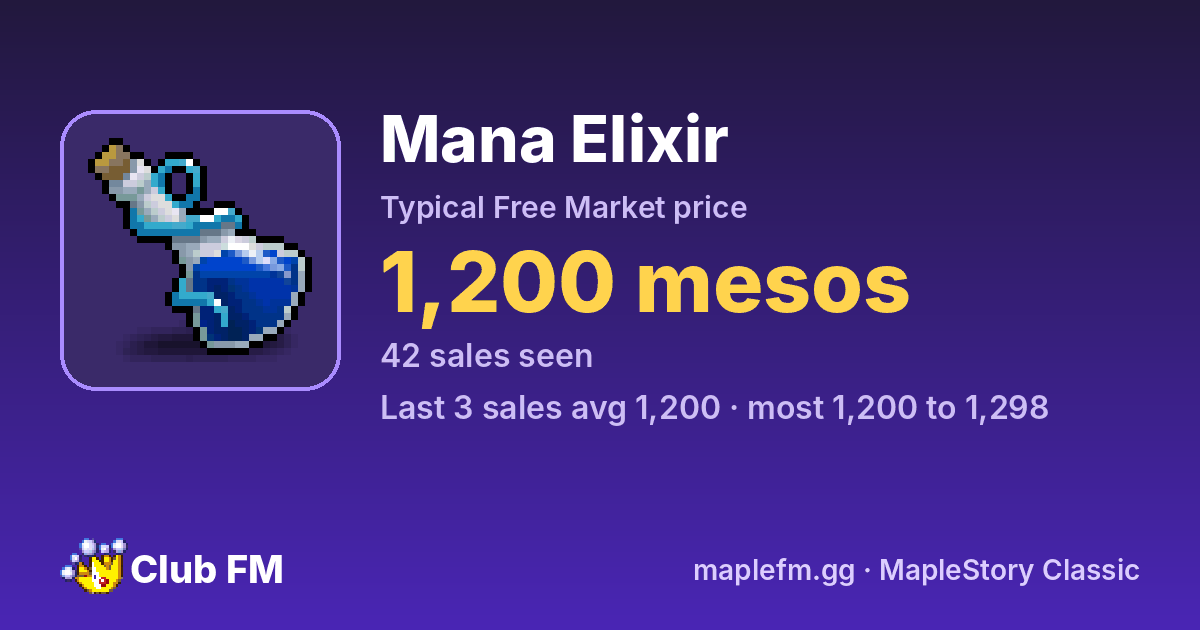 Mana Elixir
Typical Free Market price
1,200 mesos
42 sales seen
Last 3 sales avg 1,200 · most 1,200 to 1,298
Club FM
maplefm.gg · MapleStory Classic